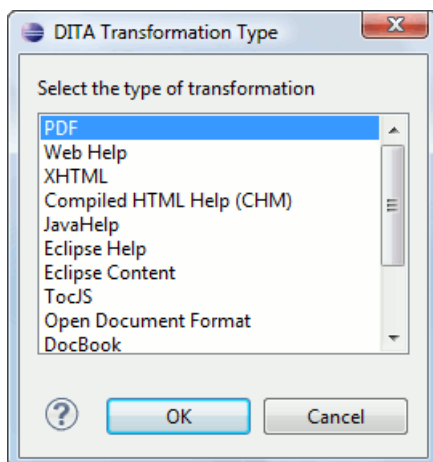 DITA Transformation Type
Select the type of transformation
PDF
Web Help
XHTML
Compiled HTML Help (CHM)
JavaHelp
Eclipse Help
Eclipse Content
TocJS
Open Document Format
DocBook
? OK Cancel